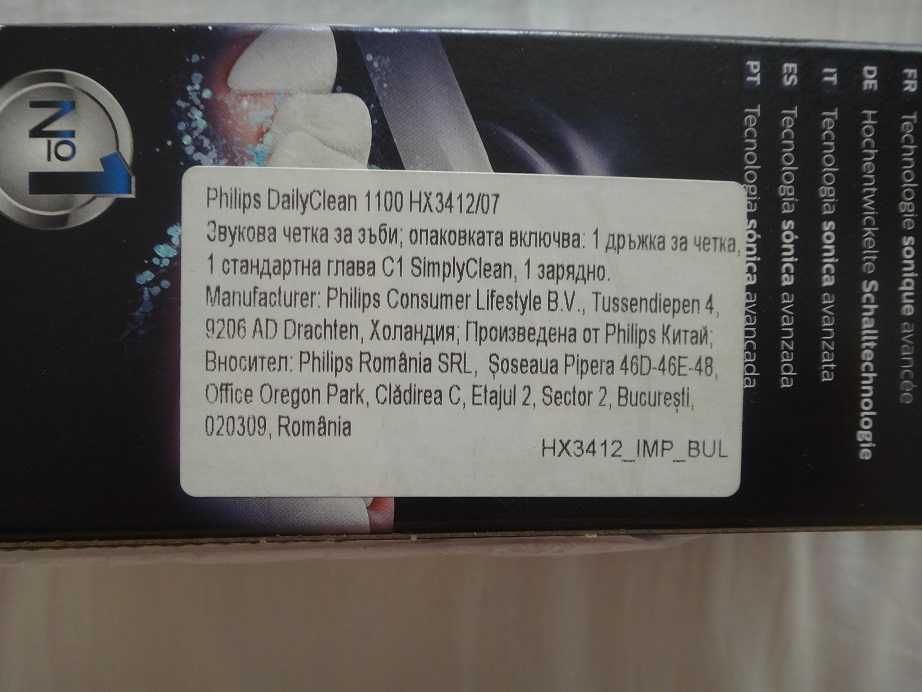 Philips DailyClean 1100 HX3412/07
Звукова четка за зъби; опаковката включва: 1 дръжка за четка,
1 стандартна глава C1 SimplyClean, 1 зарядно.
Manufacturer: Philips Consumer Lifestyle B.V., Tussendiepen 4,
9206 AD Drachten, Холандия; Произведена от Philips Китай;
Вносител: Philips România SRL, Șoseaua Pipera 46D-46E-48,
Office Oregon Park, Clădirea C, Etajul 2, Sector 2, București,
020309, România
HX3412_IMP_BUL
FR Technologie sonique avancée
DE Hochentwickelte Schalltechnologie
IT Tecnologia sonica avanzata
ES Tecnología sónica avanzada
PT Tecnologia sónica avançada
Nº1